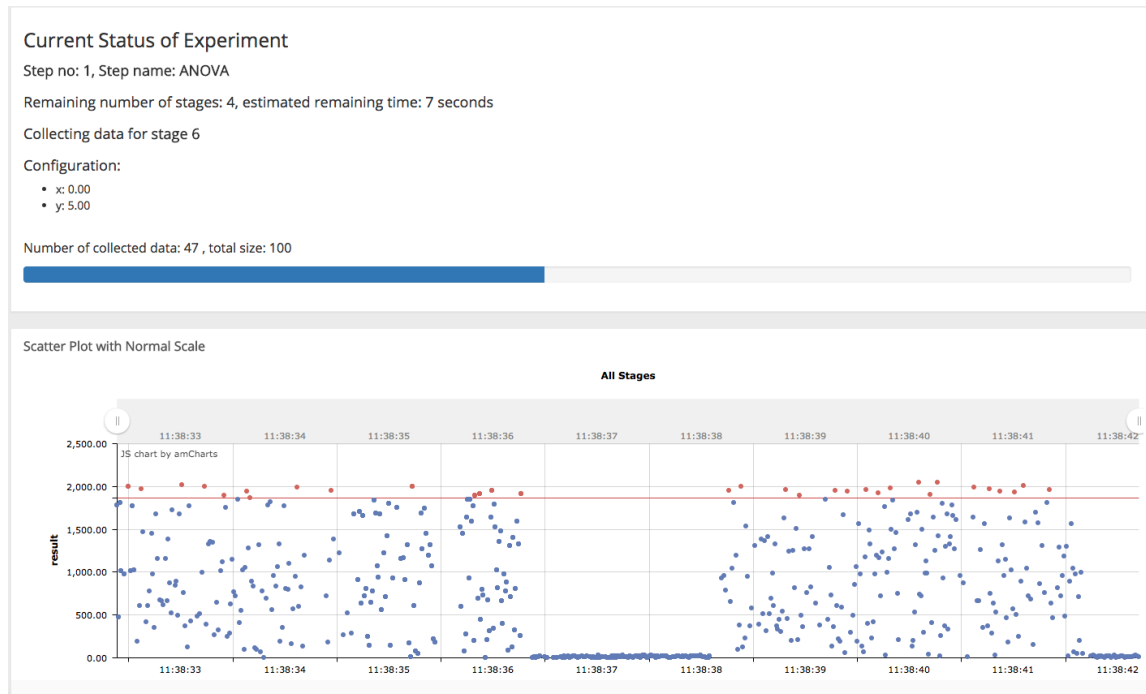 Current Status of Experiment
Step no: 1, Step name: ANOVA
Remaining number of stages: 4, estimated remaining time: 7 seconds
Collecting data for stage 6
Configuration:
• x: 0.00
• y: 5.00
Number of collected data: 47 , total size: 100
Scatter Plot with Normal Scale
All Stages
11:38:33 11:38:34 11:38:35 11:38:36 11:38:37 11:38:38 11:38:39 11:38:40 11:38:41 11:38:42
2,500.00
JS chart by amCharts
2,000.00
1,500.00
result
1,000.00
500.00
0.00
11:38:33 11:38:34 11:38:35 11:38:36 11:38:37 11:38:38 11:38:39 11:38:40 11:38:41 11:38:42